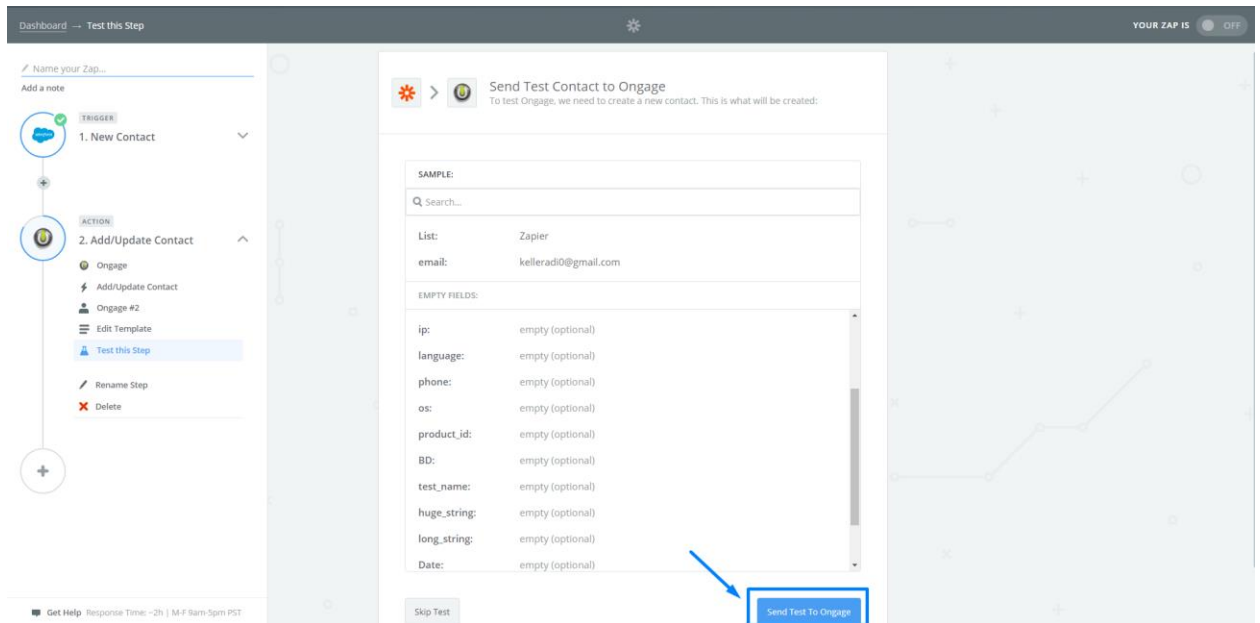 Dashboard → Test this Step
YOUR ZAP IS OFF
Name your Zap...
Add a note
TRIGGER
1. New Contact
ACTION
2. Add/Update Contact
Ongage
Add/Update Contact
Ongage #2
Edit Template
Test this Step
Rename Step
Delete
Get Help Response Time: ~2h | M-F 9am-5pm PST
Send Test Contact to Ongage
To test Ongage, we need to create a new contact. This is what will be created:
SAMPLE:
Search...
List: Zapier
email: kelleradi0@gmail.com
EMPTY FIELDS:
ip: empty (optional)
language: empty (optional)
phone: empty (optional)
os: empty (optional)
product_id: empty (optional)
BD: empty (optional)
test_name: empty (optional)
huge_string: empty (optional)
long_string: empty (optional)
Date: empty (optional)
Skip Test
Send Test To Ongage